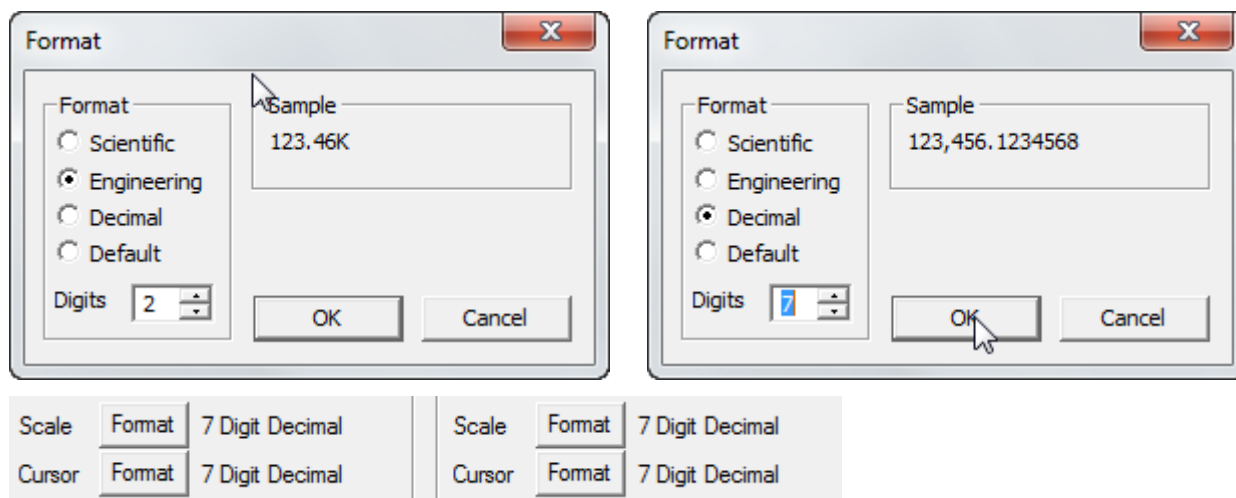 Format
Format
Sample
Scientific
123.46K
Engineering
Decimal
Default
Digits
2
OK
Cancel
Format
Format
Sample
Scientific
123,456.1234568
Engineering
Decimal
Default
Digits
7
OK
Cancel
Scale Format 7 Digit Decimal
Cursor Format 7 Digit Decimal
Scale Format 7 Digit Decimal
Cursor Format 7 Digit Decimal